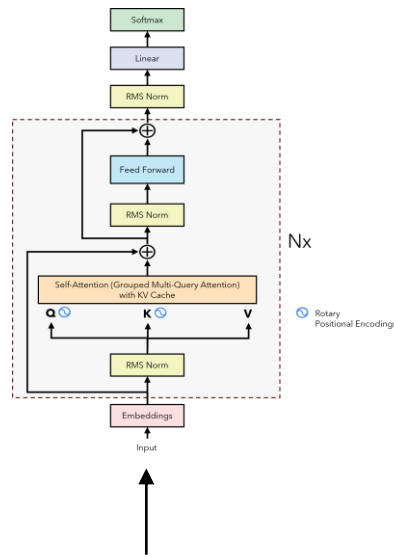 Softmax
Linear
RMS Norm
Feed Forward
RMS Norm
Nx
Self-Attention (Grouped Multi-Query Attention)
with KV Cache
Q K V
Rotary
Positional Encoding
RMS Norm
Embeddings
Input